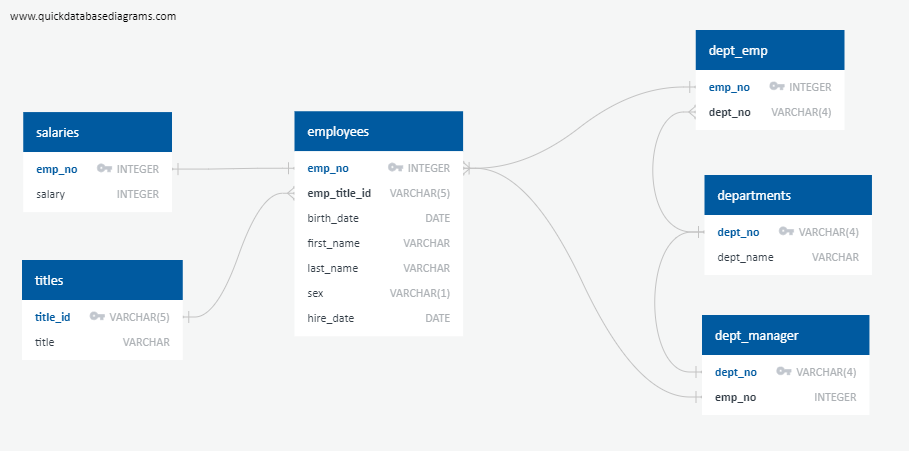 www.quickdatabasediagrams.com
salaries
emp_no INTEGER
salary INTEGER
titles
title_id VARCHAR(5)
title VARCHAR
employees
emp_no INTEGER
emp_title_id VARCHAR(5)
birth_date DATE
first_name VARCHAR
last_name VARCHAR
sex VARCHAR(1)
hire_date DATE
dept_emp
emp_no INTEGER
dept_no VARCHAR(4)
departments
dept_no VARCHAR(4)
dept_name VARCHAR
dept_manager
dept_no VARCHAR(4)
emp_no INTEGER